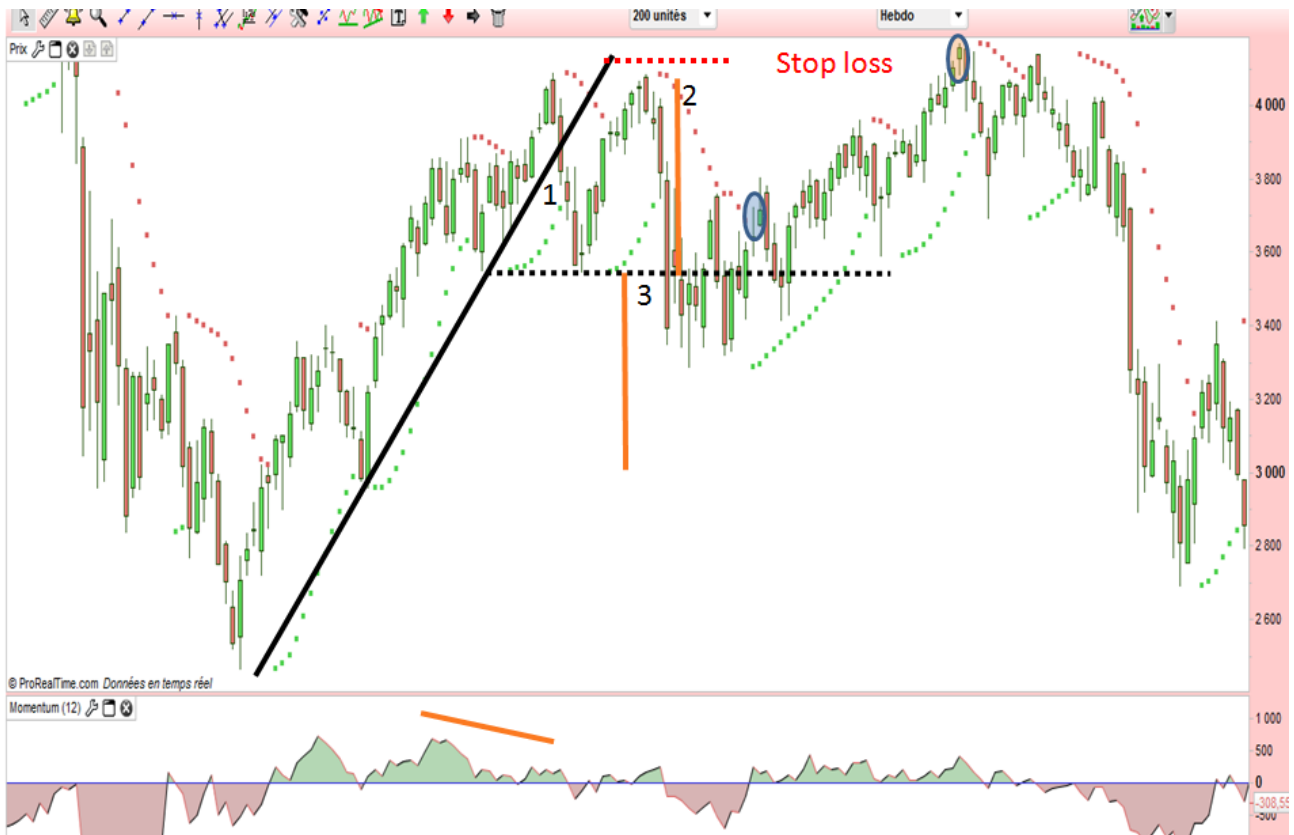 200 unités
Hebdo
Prix
Stop loss
2
1
3
4 000
3 800
3 600
3 400
3 200
3 000
2 800
2 600
© ProRealTime.com Données en temps réel
Momentum (12)
1 000
500
0
-308,55
-500